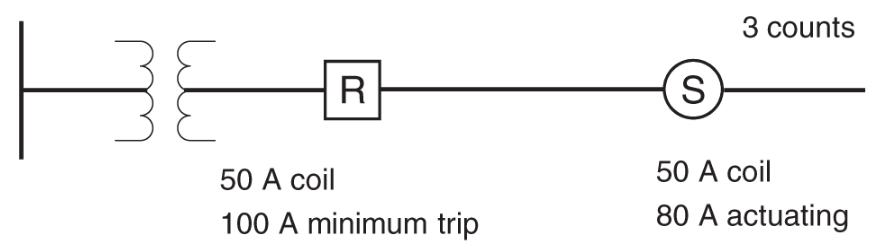 3 counts
R
S
50 A coil
100 A minimum trip
50 A coil
80 A actuating